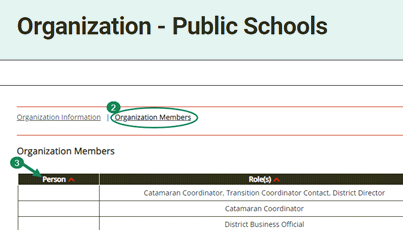 Organization - Public Schools
2
Organization Information | Organization Members
Organization Members
3
Person Role(s)
Catamaran Coordinator, Transition Coordinator Contact, District Director
Catamaran Coordinator
District Business Official